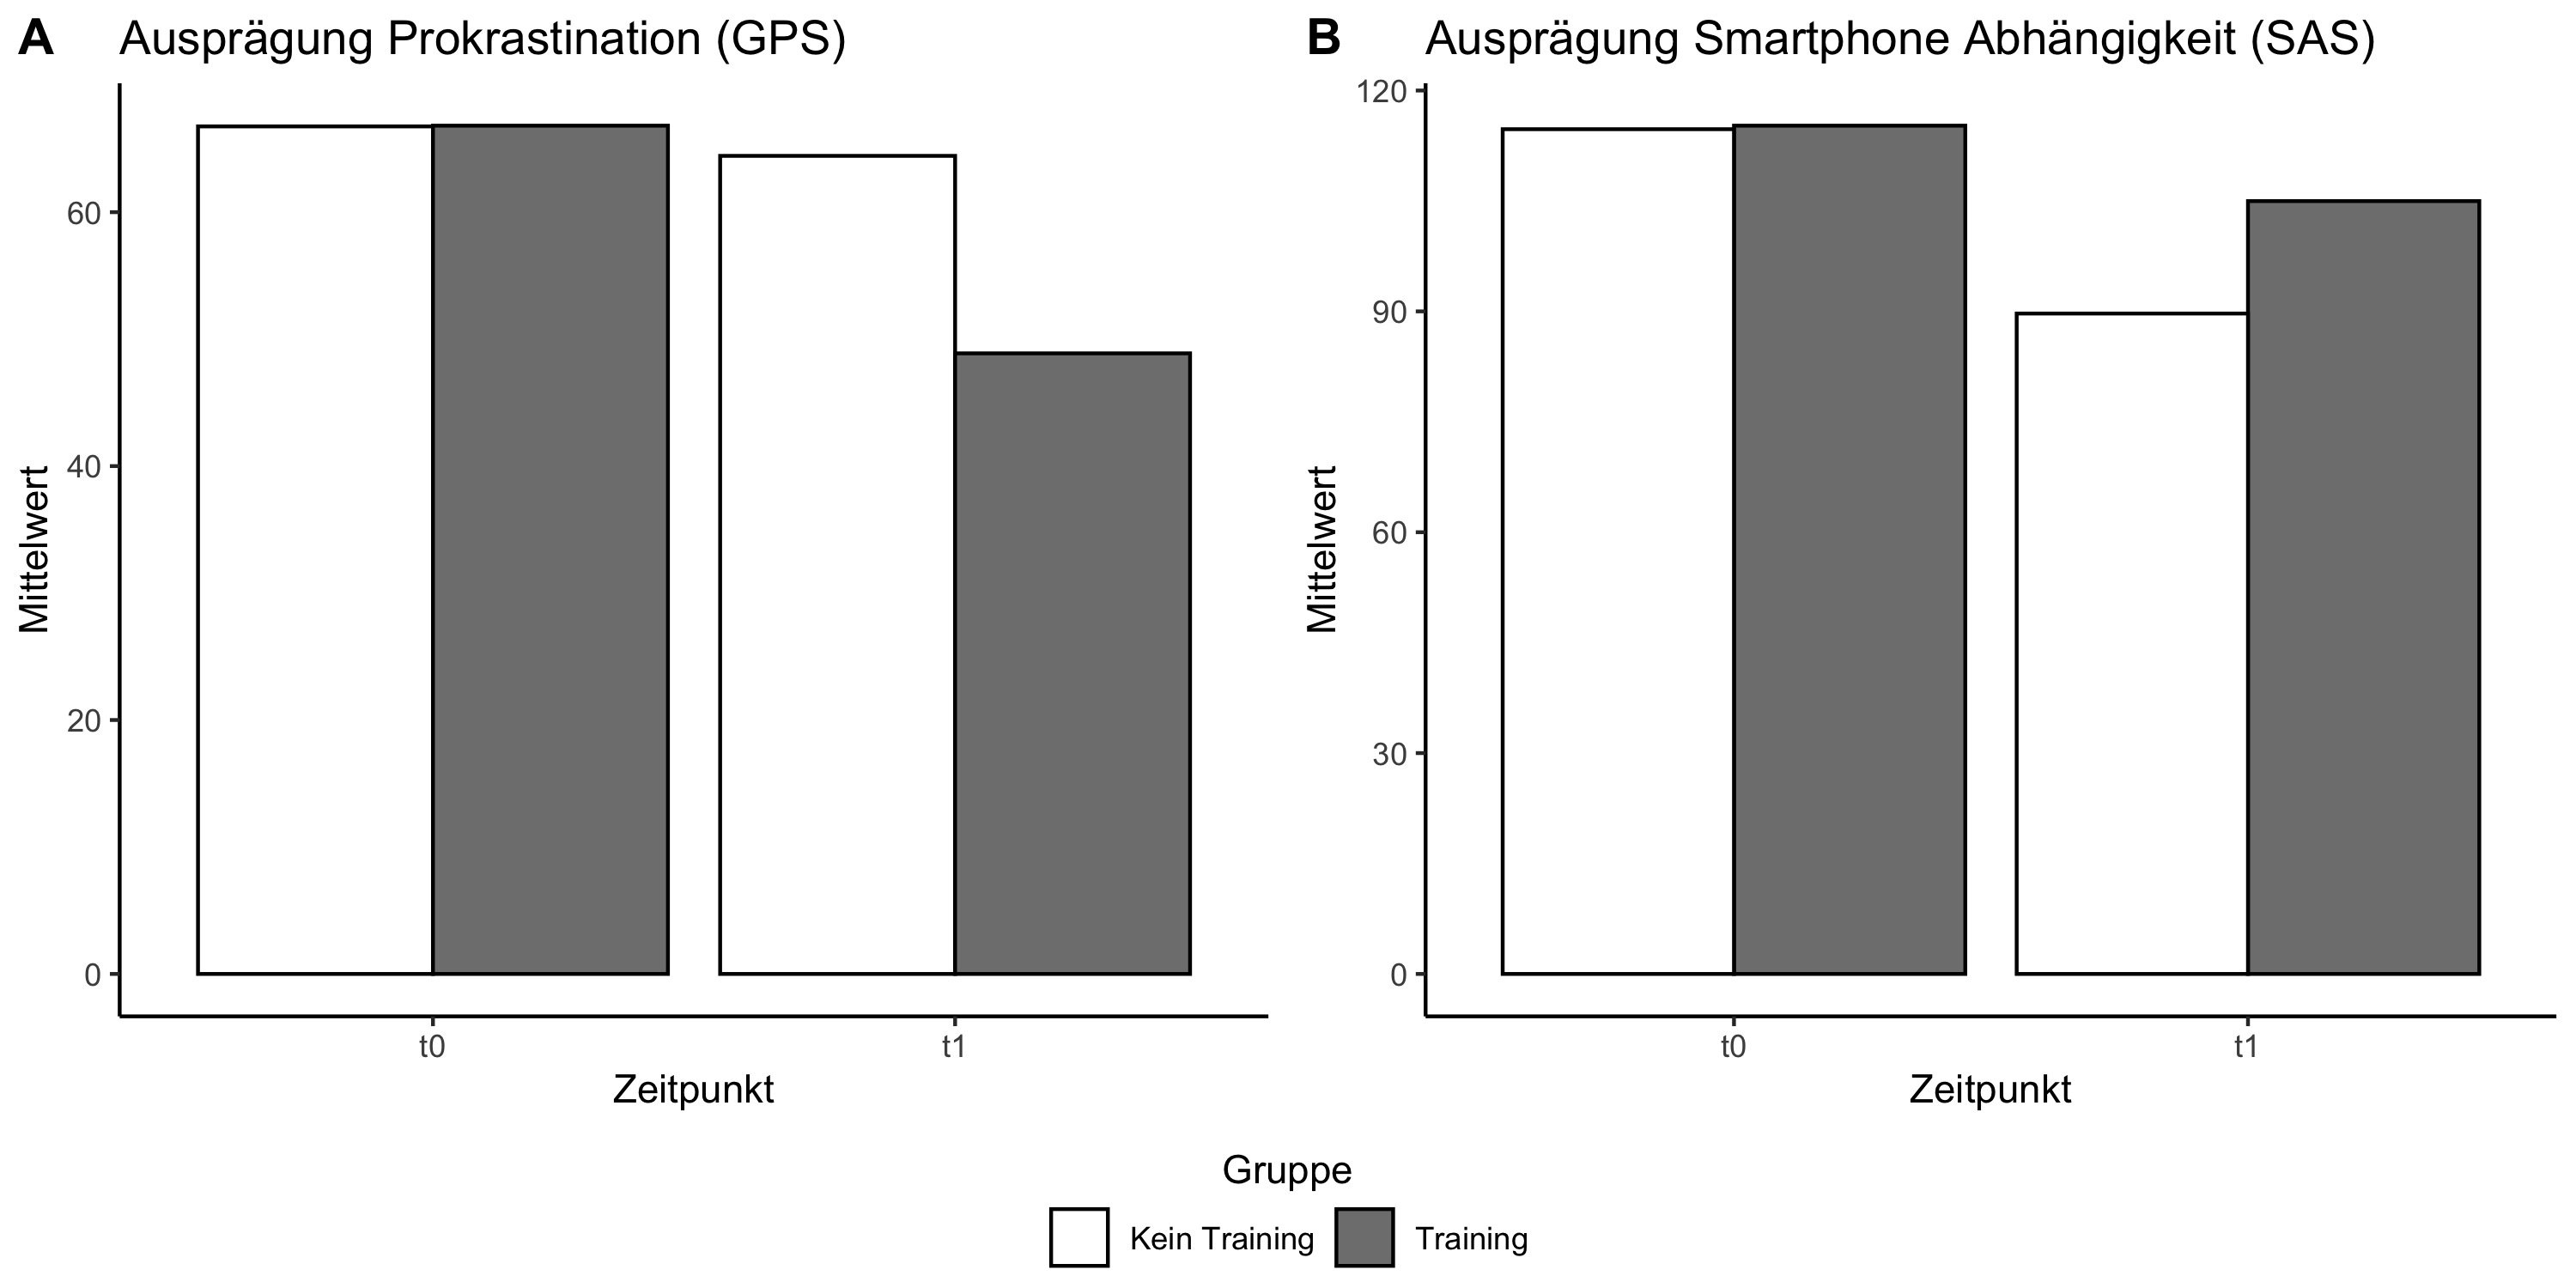 A Ausprägung Prokrastination (GPS)
Mittelwert
60
40
20
0
t0 t1
Zeitpunkt
B Ausprägung Smartphone Abhängigkeit (SAS)
Mittelwert
120
90
60
30
0
t0 t1
Zeitpunkt
Gruppe
Kein Training Training